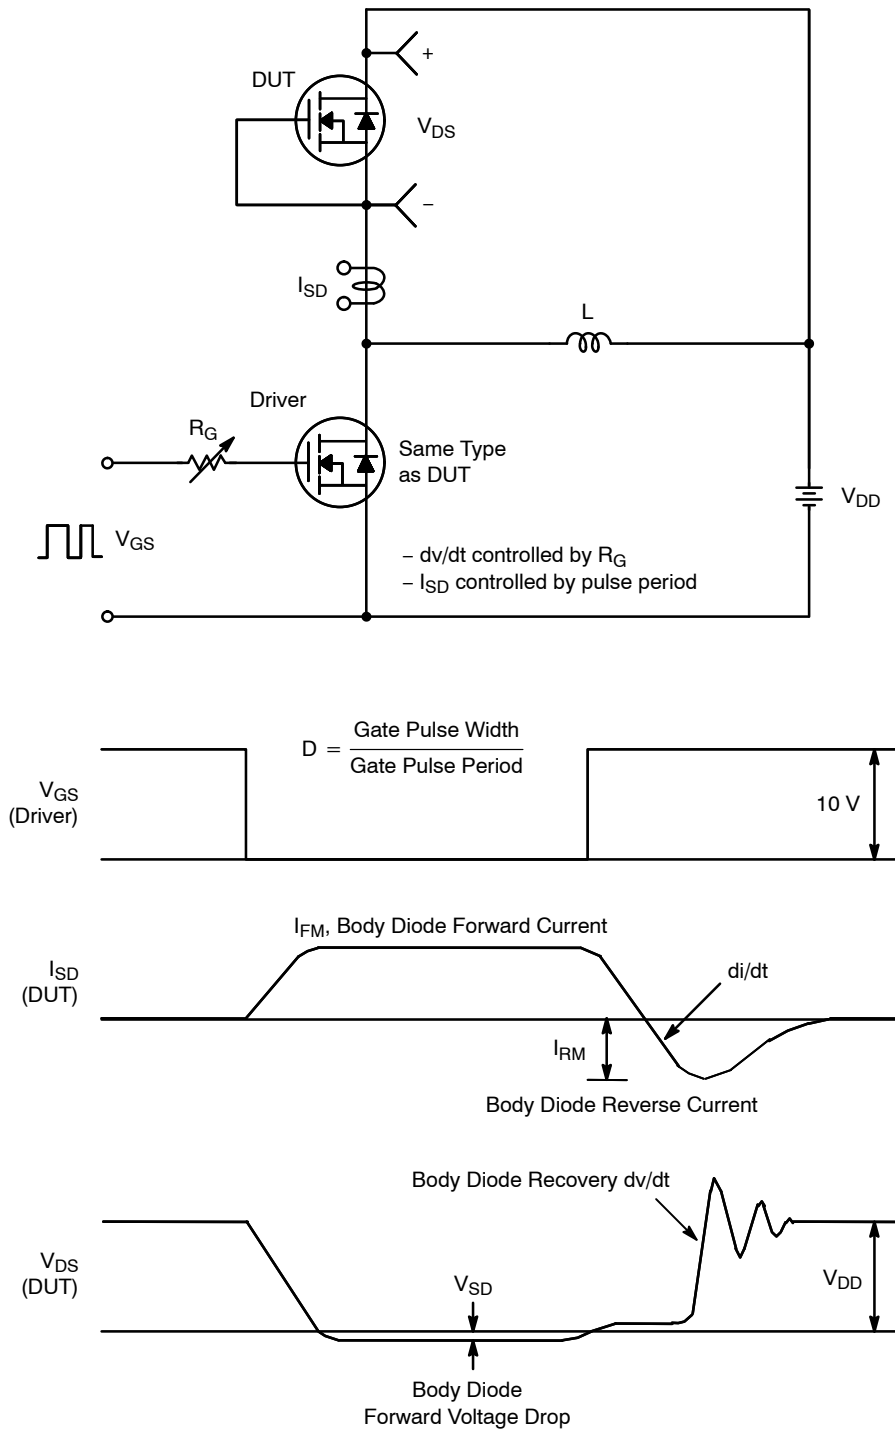 +
DUT
V_DS
−
I_SD
L
Driver
R_G
Same Type
as DUT
V_DD
V_GS
− dv/dt controlled by R_G
− I_SD controlled by pulse period
D = Gate Pulse Width
Gate Pulse Period
V_GS
(Driver)
10 V
I_FM, Body Diode Forward Current
I_SD
(DUT)
di/dt
I_RM
Body Diode Reverse Current
Body Diode Recovery dv/dt
V_DS
(DUT)
V_SD
V_DD
Body Diode
Forward Voltage Drop